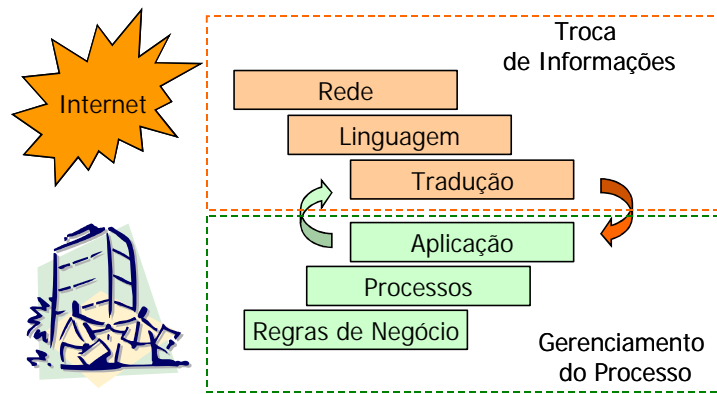 Troca
de Informações
Internet
Rede
Linguagem
Tradução
Aplicação
Processos
Regras de Negócio
Gerenciamento
do Processo